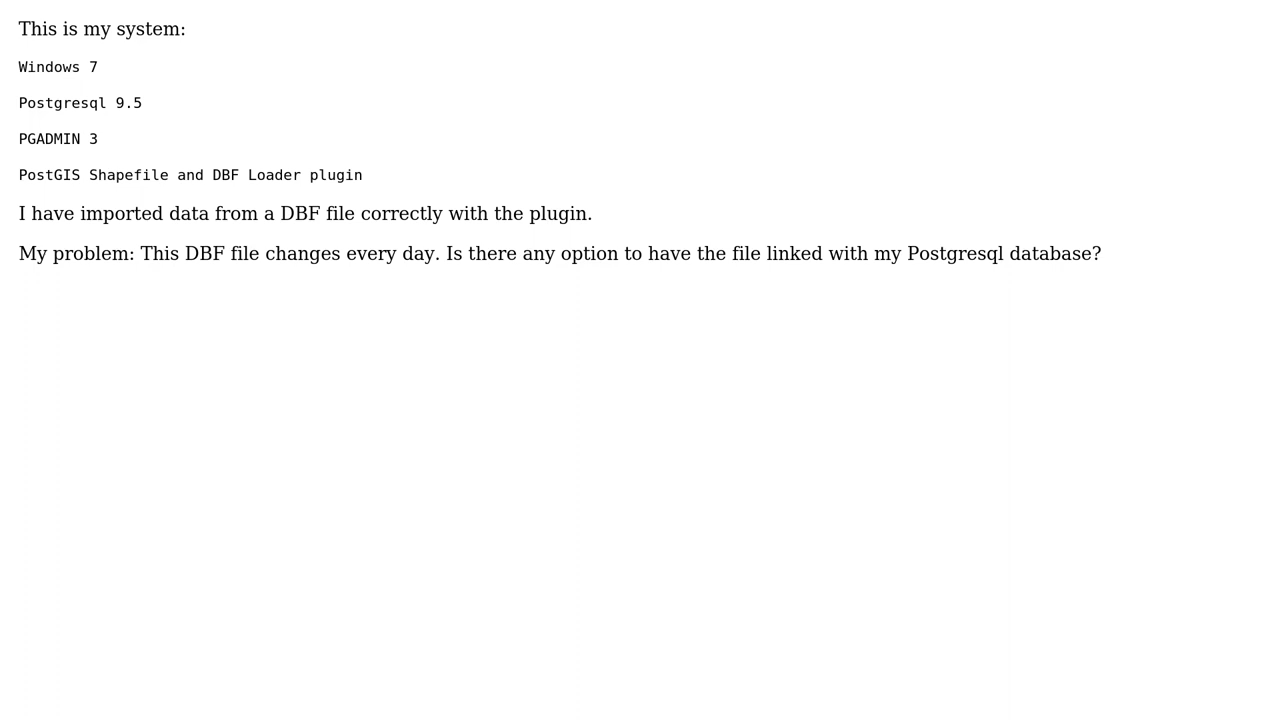 This is my system:
Windows 7
Postgresql 9.5
PGADMIN 3
PostGIS Shapefile and DBF Loader plugin
I have imported data from a DBF file correctly with the plugin.
My problem: This DBF file changes every day. Is there any option to have the file linked with my Postgresql database?